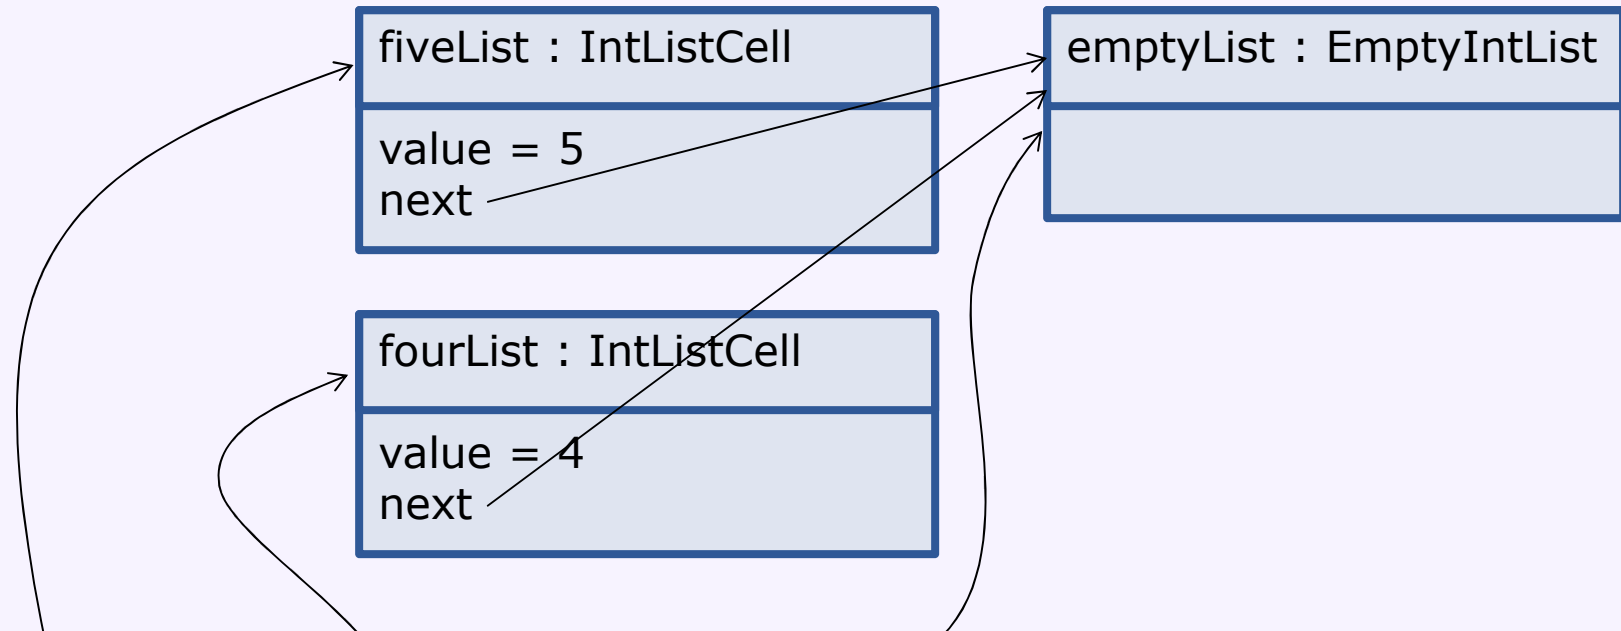 fiveList : IntListCell
value = 5
next
emptyList : EmptyIntList
fourList : IntListCell
value = 4
next